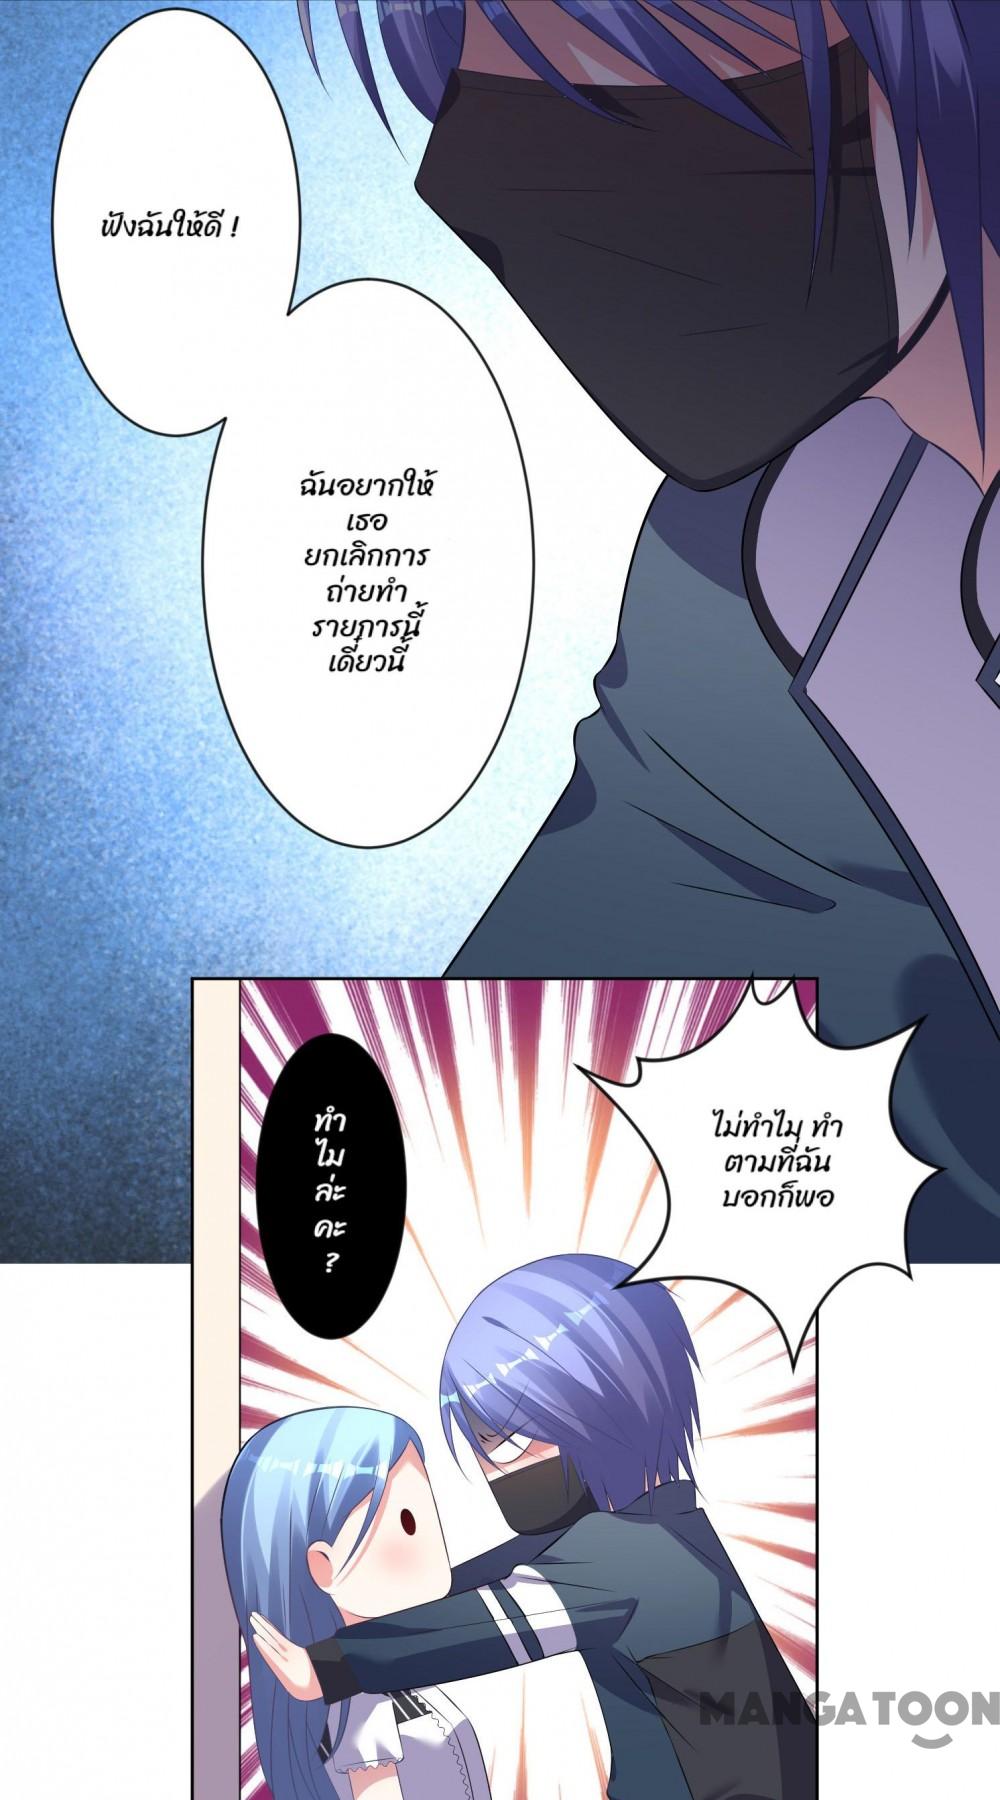 ฟังฉันให้ดี !
ฉันอยากให้
เธอ
ยกเลิกการ
ถ่ายทำ
รายการนี้
เดี๋ยวนี้
ทำ
ไม
ล่ะ
คะ
?
ไม่ทำไม ทำ
ตามที่ฉัน
บอกก็พอ
MANGATOON